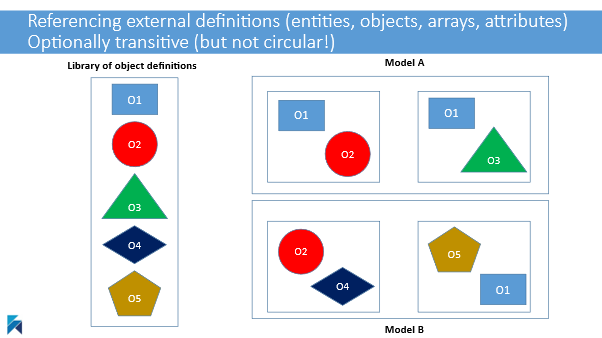 Referencing external definitions (entities, objects, arrays, attributes)
Optionally transitive (but not circular!)
Library of object definitions
O1
O2
O3
O4
O5
Model A
O1
O2
O1
O3
O2
O4
O5
O1
Model B